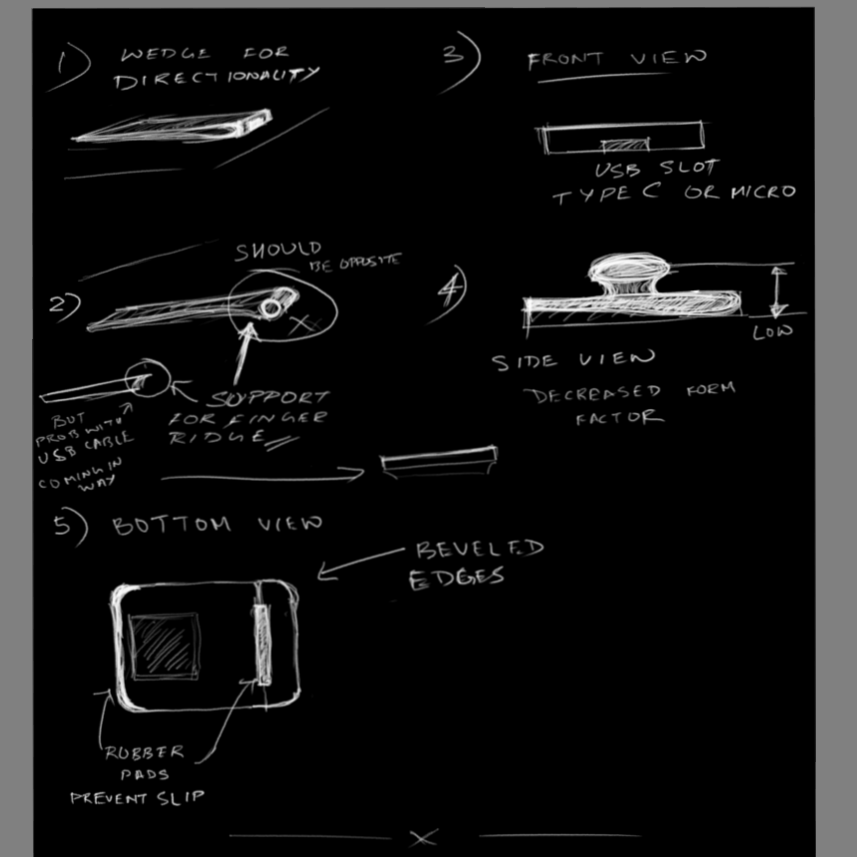 1) WEDGE FOR
DIRECTIONALITY
3) FRONT VIEW
USB SLOT
TYPE C OR MICRO
2)
SHOULD
BE OPPOSITE
X
SUPPORT
FOR FINGER
RIDGE
BUT
PROB WITH
USB CABLE
COMING IN
WAY
4)
LOW
SIDE VIEW
DECREASED FORM
FACTOR
5) BOTTOM VIEW
BEVELED
EDGES
RUBBER
PADS
PREVENT SLIP
X